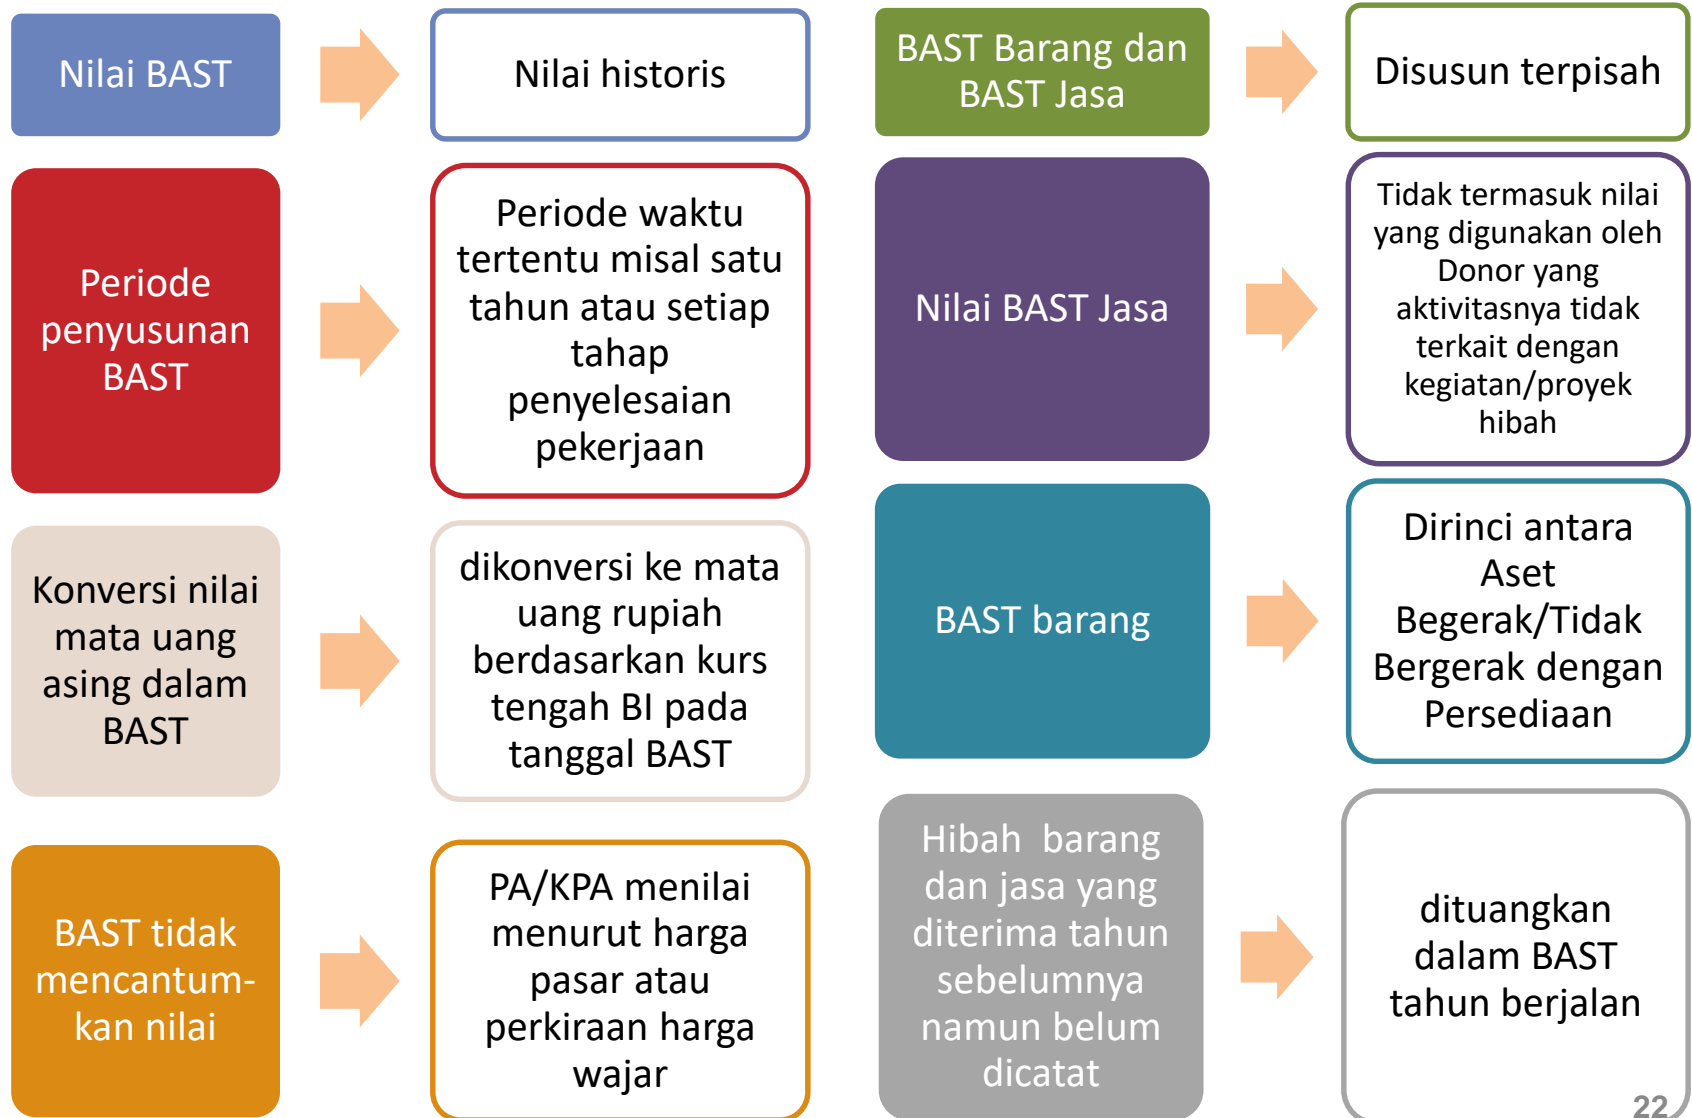 Nilai BAST
Nilai historis
Periode
penyusunan
BAST
Periode waktu
tertentu misal satu
tahun atau setiap
tahap
penyelesaian
pekerjaan
Konversi nilai
mata uang
asing dalam
BAST
dikonversi ke mata
uang rupiah
berdasarkan kurs
tengah BI pada
tanggal BAST
BAST tidak
mencantum-
kan nilai
PA/KPA menilai
menurut harga
pasar atau
perkiraan harga
wajar
BAST Barang dan
BAST Jasa
Disusun terpisah
Nilai BAST Jasa
Tidak termasuk nilai
yang digunakan oleh
Donor yang
aktivitasnya tidak
terkait dengan
kegiatan/proyek
hibah
BAST barang
Dirinci antara
Aset
Begerak/Tidak
Bergerak dengan
Persediaan
Hibah barang
dan jasa yang
diterima tahun
sebelumnya
namun belum
dicatat
dituangkan
dalam BAST
tahun berjalan
22